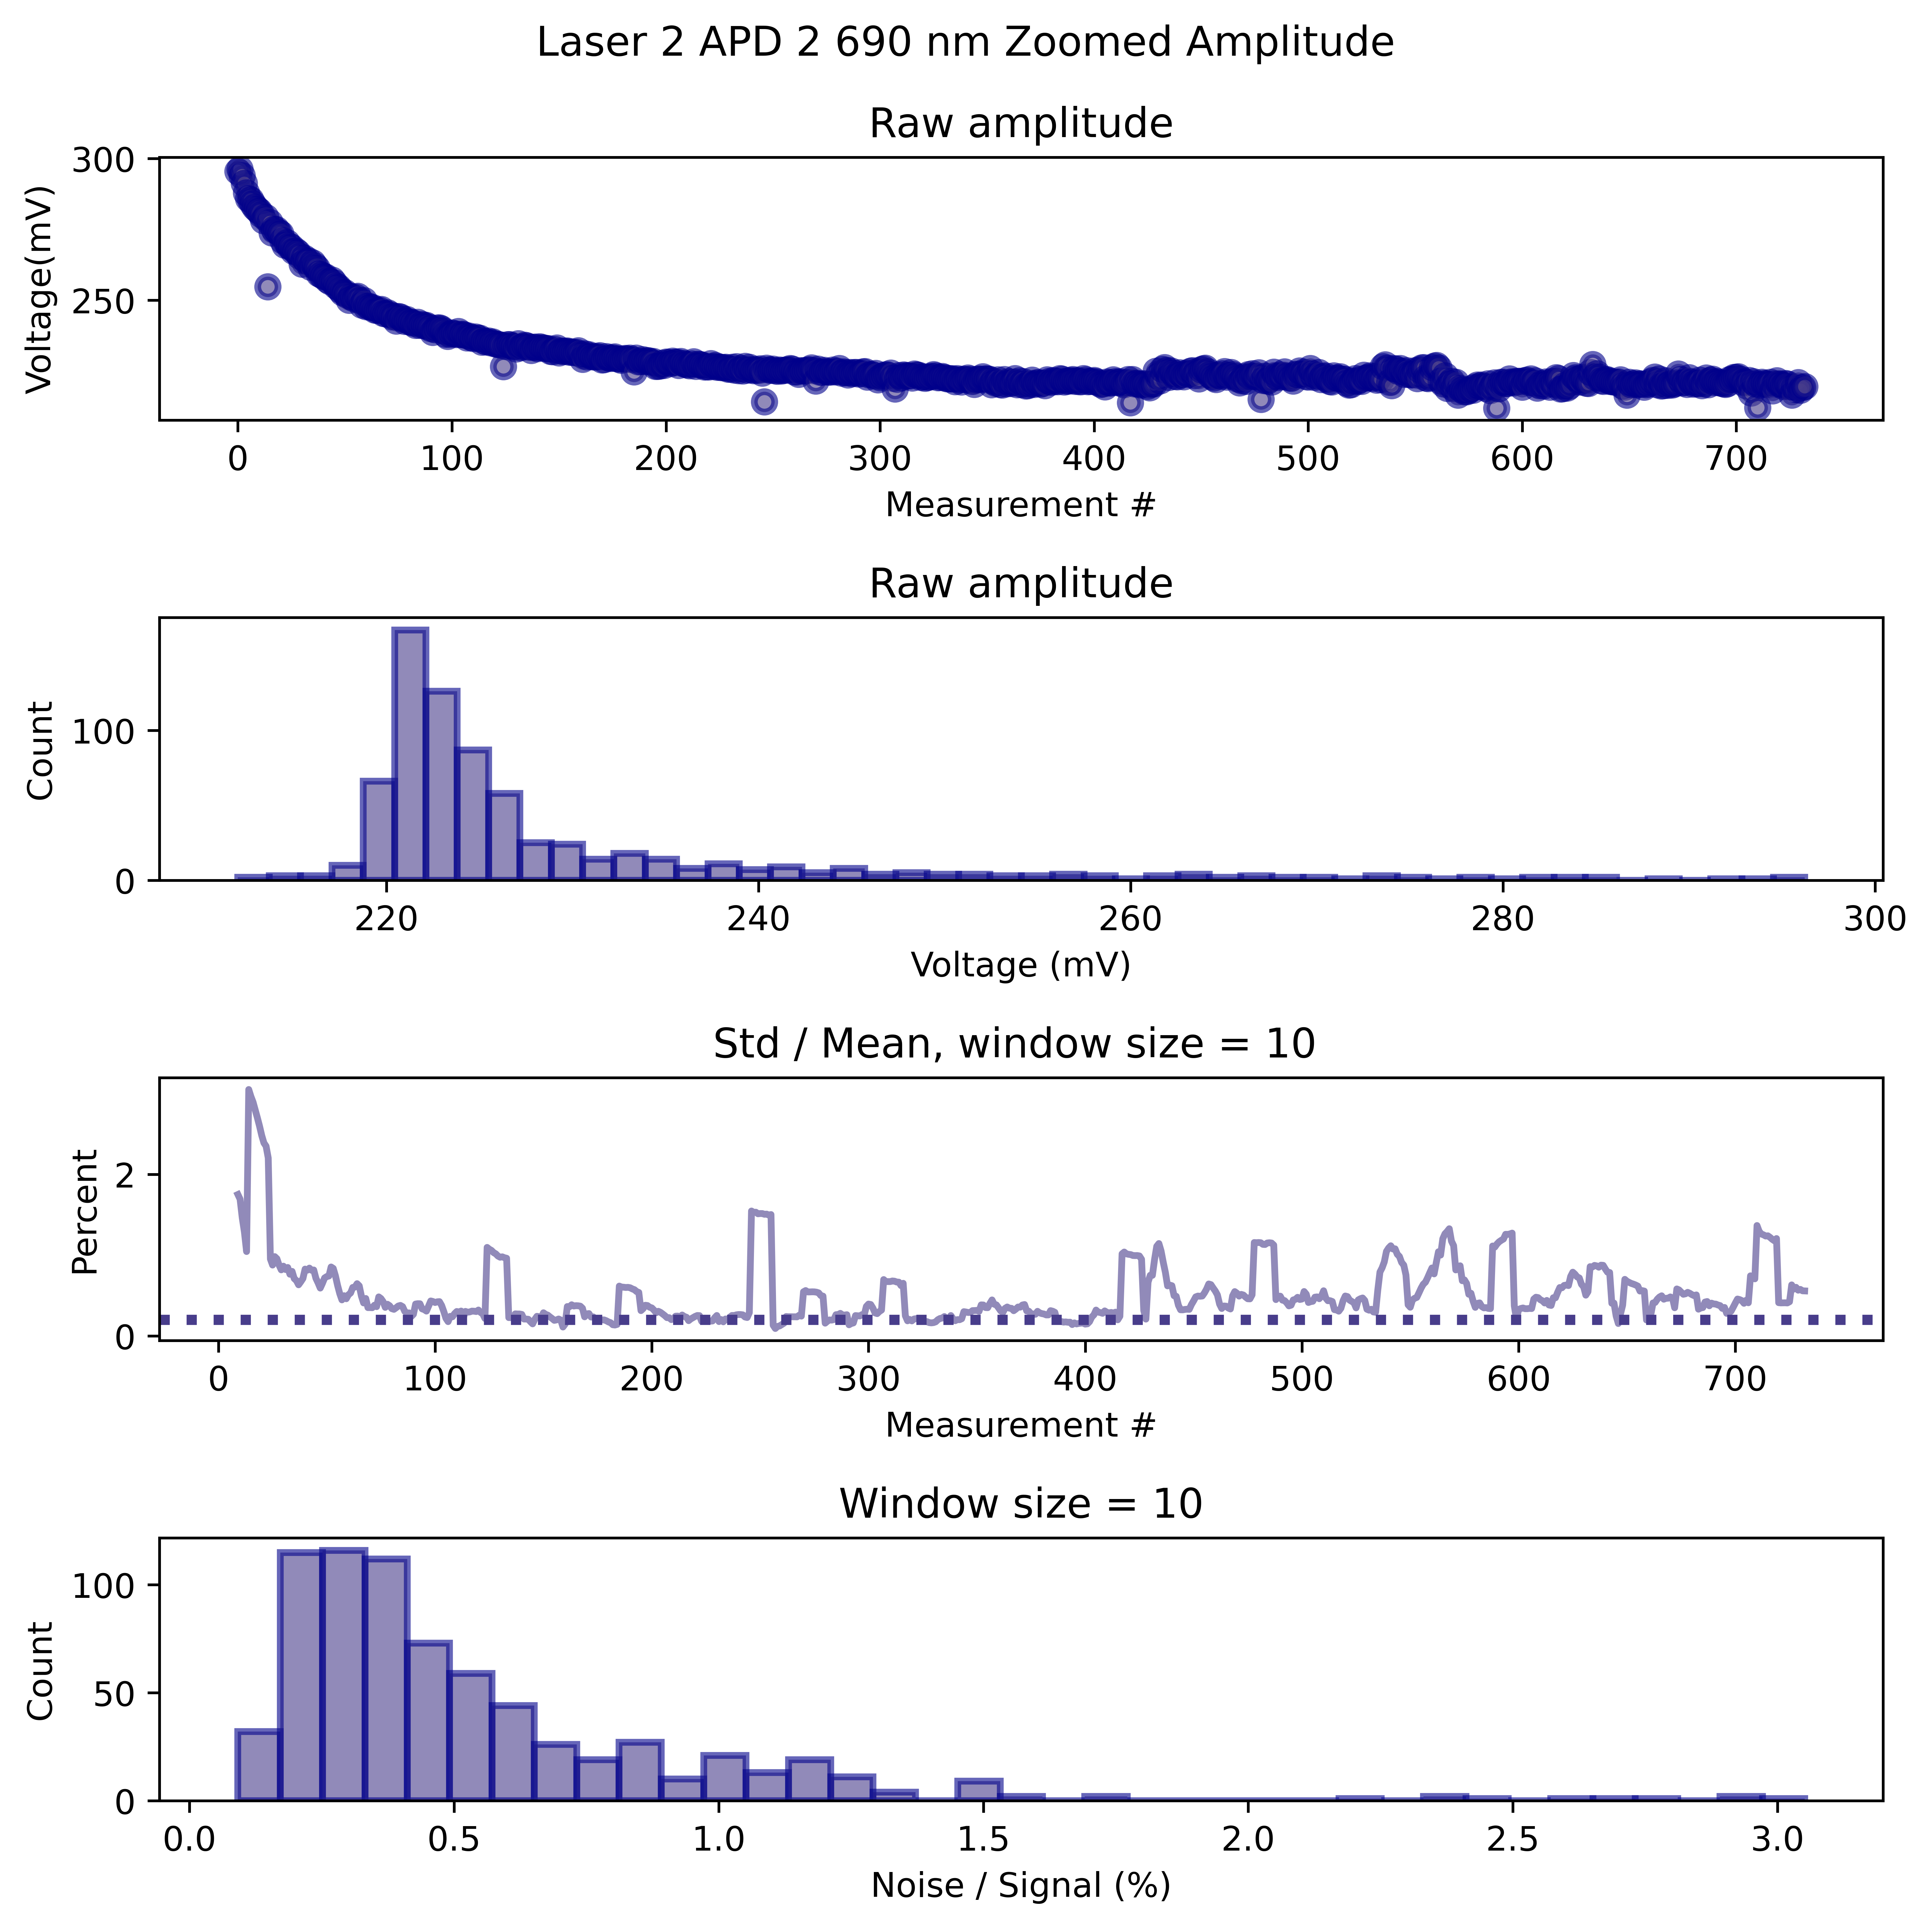 Laser 2 APD 2 690 nm Zoomed Amplitude
Raw amplitude
300
250
Voltage(mV)
0 100 200 300 400 500 600 700
Measurement #
Raw amplitude
100
0
Count
220 240 260 280 300
Voltage (mV)
Std / Mean, window size = 10
2
0
Percent
0 100 200 300 400 500 600 700
Measurement #
Window size = 10
100
50
0
Count
0.0 0.5 1.0 1.5 2.0 2.5 3.0
Noise / Signal (%)